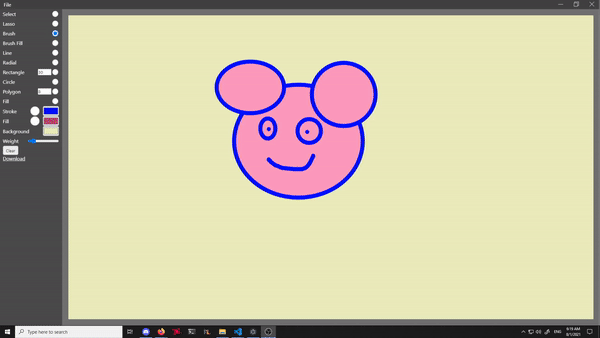 File
Select
Lasso
Brush
Brush Fill
Line
Radial
Rectangle
Circle
Polygon
Fill
Stroke
Fill
Background
Weight
Clear
Download
Type here to search
6:19 AM
8/1/2021